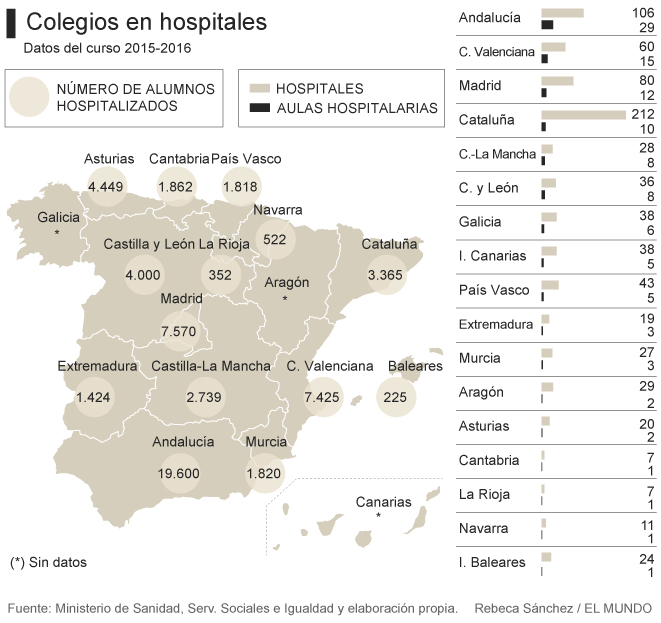 Colegios en hospitales
Datos del curso 2015-2016
NÚMERO DE ALUMNOS
HOSPITALIZADOS
HOSPITALES
AULAS HOSPITALARIAS
Asturias
4.449
Cantabria
1.862
País Vasco
1.818
Galicia
*
Navarra
522
Castilla y León
4.000
La Rioja
352
Cataluña
3.365
Aragón
*
Madrid
7.570
Extremadura
1.424
Castilla-La Mancha
2.739
C. Valenciana
7.425
Baleares
225
Andalucía
19.600
Murcia
1.820
Canarias
*
(*) Sin datos
Andalucía 106
29
C. Valenciana 60
15
Madrid 80
12
Cataluña 212
10
C.-La Mancha 28
8
C. y León 36
8
Galicia 38
6
I. Canarias 38
5
País Vasco 43
5
Extremadura 19
3
Murcia 27
3
Aragón 29
2
Asturias 20
2
Cantabria 7
1
La Rioja 7
1
Navarra 11
1
I. Baleares 24
1
Fuente: Ministerio de Sanidad, Serv. Sociales e Igualdad y elaboración propia. Rebeca Sánchez / EL MUNDO